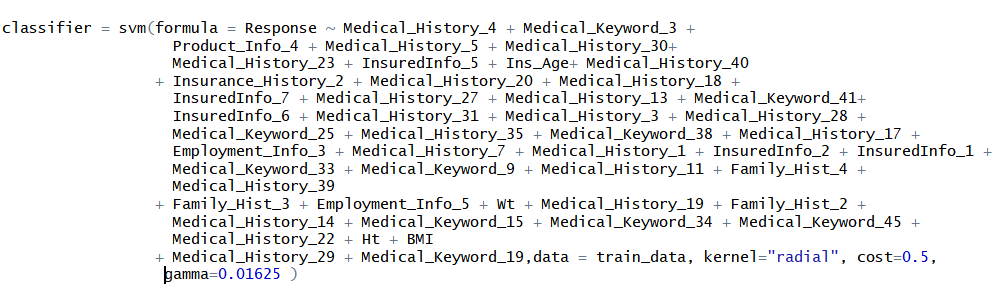 classifier = svm(formula = Response ~ Medical_History_4 + Medical_Keyword_3 +
Product_Info_4 + Medical_History_5 + Medical_History_30+
Medical_History_23 + InsuredInfo_5 + Ins_Age+ Medical_History_40
+ Insurance_History_2 + Medical_History_20 + Medical_History_18 +
InsuredInfo_7 + Medical_History_27 + Medical_History_13 + Medical_Keyword_41+
InsuredInfo_6 + Medical_History_31 + Medical_History_3 + Medical_History_28 +
Medical_Keyword_25 + Medical_History_35 + Medical_Keyword_38 + Medical_History_17 +
Employment_Info_3 + Medical_History_7 + Medical_History_1 + InsuredInfo_2 + InsuredInfo_1 +
Medical_Keyword_33 + Medical_Keyword_9 + Medical_History_11 + Family_Hist_4 +
Medical_History_39
+ Family_Hist_3 + Employment_Info_5 + Wt + Medical_History_19 + Family_Hist_2 +
Medical_History_14 + Medical_Keyword_15 + Medical_Keyword_34 + Medical_Keyword_45 +
Medical_History_22 + Ht + BMI
+ Medical_History_29 + Medical_Keyword_19,data = train_data, kernel="radial", cost=0.5,
gamma=0.01625 )